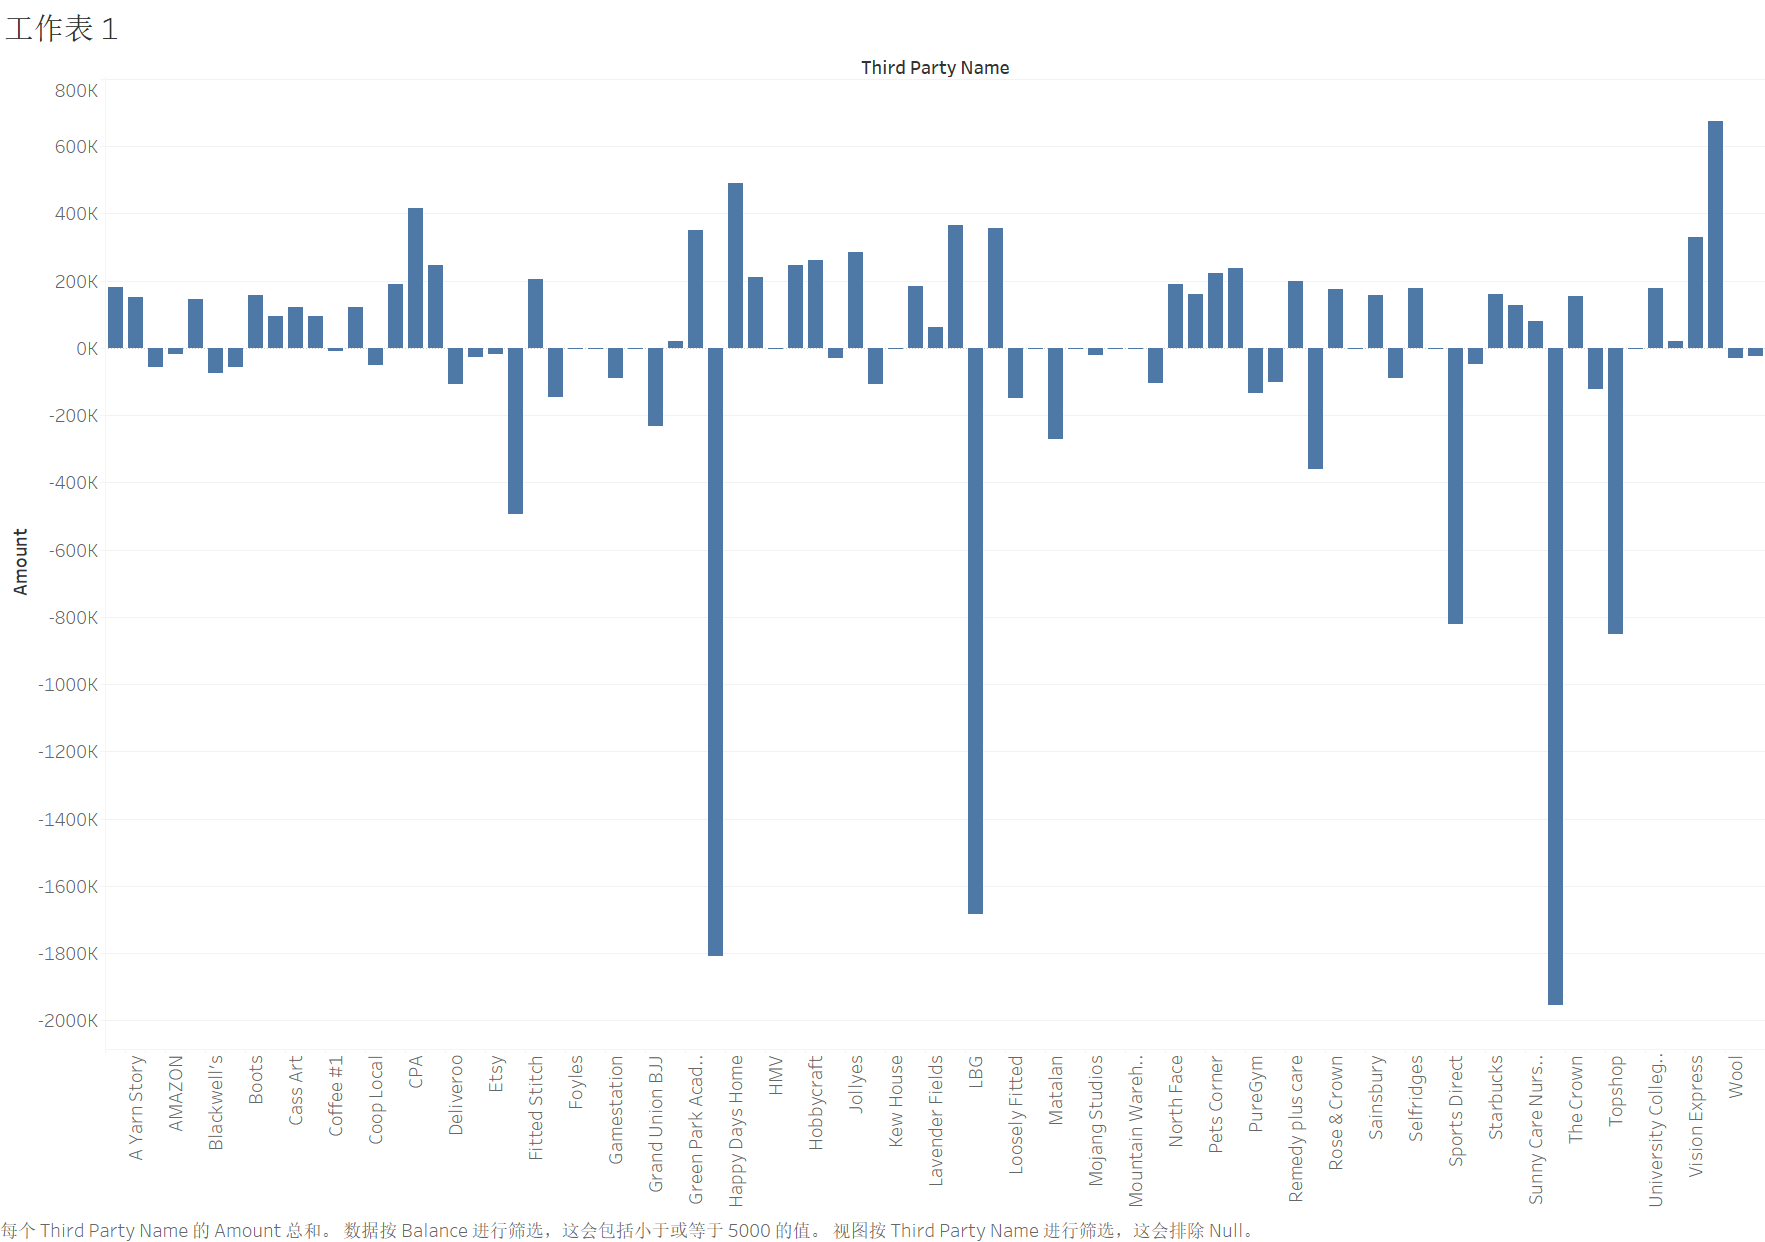 工作表 1
Third Party Name
800K
600K
400K
200K
0K
-200K
-400K
-600K
-800K
-1000K
-1200K
-1400K
-1600K
-1800K
-2000K
Amount
A Yarn Story
AMAZON
Blackwell's
Boots
Cass Art
Coffee #1
Coop Local
CPA
Deliveroo
Etsy
Fitted Stitch
Foyles
Gamestation
Grand Union BJJ
Green Park Acad..
Happy Days Home
HMV
Hobbycraft
Jollyes
Kew House
Lavender Fields
LBG
Loosely Fitted
Matalan
Mojang Studios
Mountain Wareh..
North Face
Pets Corner
PureGym
Remedy plus care
Rose & Crown
Sainsbury
Selfridges
Sports Direct
Starbucks
Sunny Care Nurs..
The Crown
Topshop
University Colleg..
Vision Express
Wool
每个 Third Party Name 的 Amount 总和。 数据按 Balance 进行筛选，这会包括小于或等于 5000 的值。 视图按 Third Party Name 进行筛选，这会排除 Null。